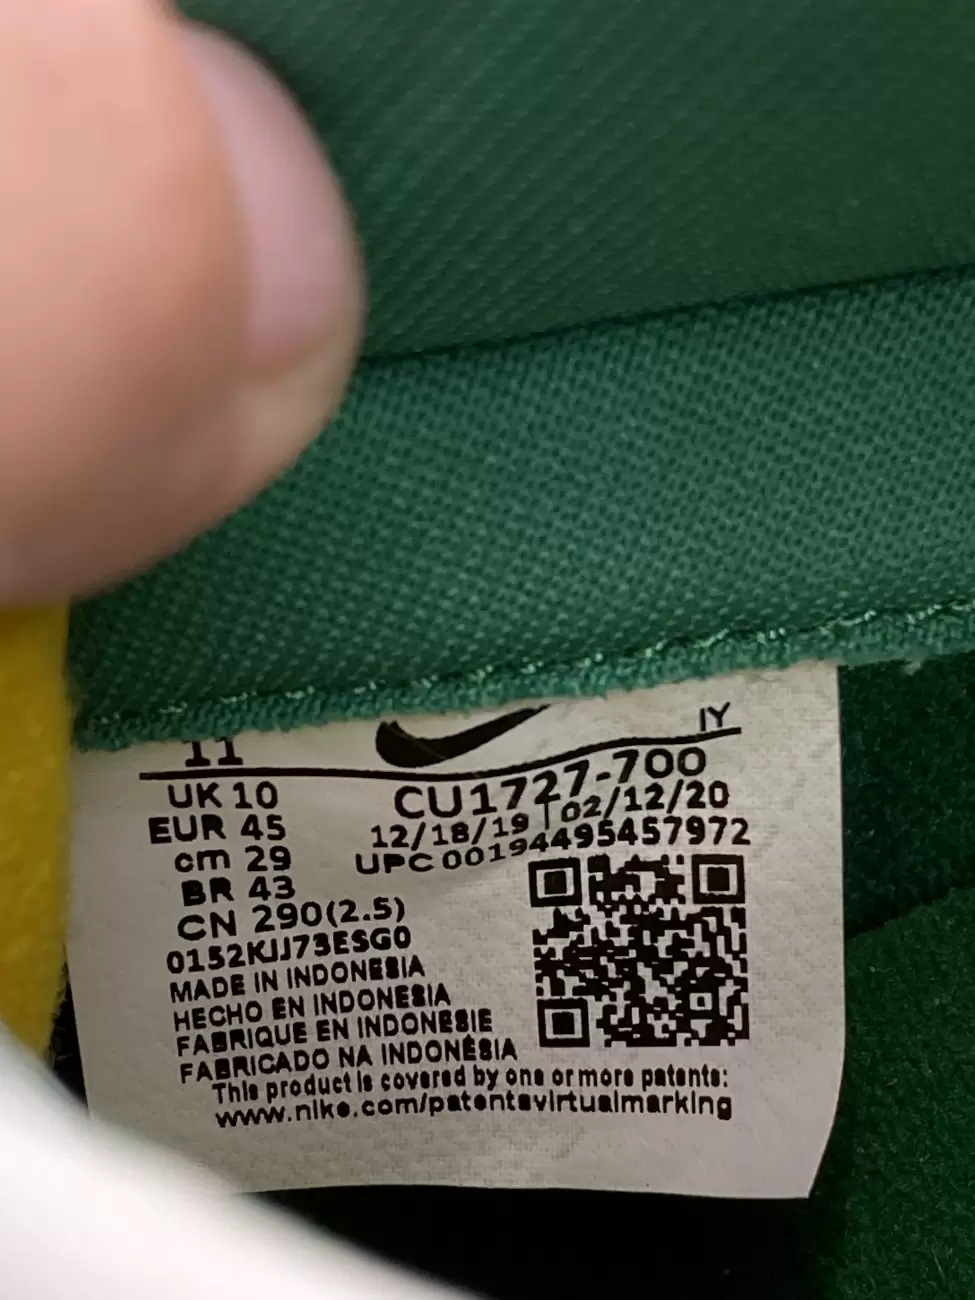 11
IY
UK 10
CU1727-700
EUR 45
12/18/19 | 02/12/20
cm 29
UPC 00194495457972
BR 43
CN 290(2.5)
0152KJJ73ESG0
MADE IN INDONESIA
HECHO EN INDONESIA
FABRIQUE EN INDONESIE
FABRICADO NA INDONÉSIA
This product is covered by one or more patents:
www.nike.com/patentsvirtualmarking